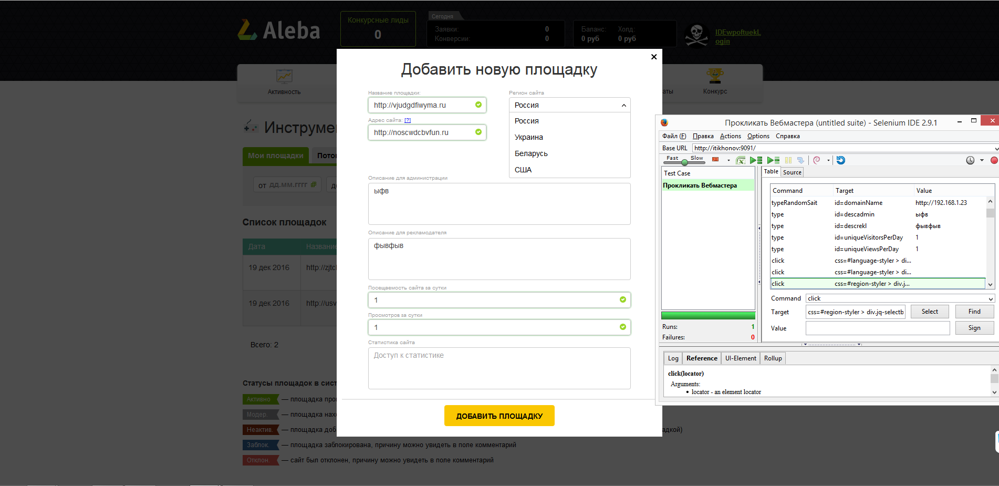 Aleba
Конкурсные лиды
0
Сегодня
Заявки: 0
Конверсии: 0
Баланс: Холд:
0 руб 0 руб
IDEwpoftuekL
ogin
Активность
Конкурс
Инструме
Мои площадки
Пото
от дд.мм.гггг
Список площадок
Дата Название
19 дек 2016 http://zjtc
19 дек 2016 http://usv
Всего: 2
Статусы площадок в сист
Активно — площадка про
Модер. — площадка нахо
Неактив. — площадка доба
адкой)
Заблок. — площадка заблокирована, причину можно увидеть в поле комментарий
Отклон. — сайт был отклонен, причину можно увидеть в поле комментарий
Добавить новую площадку
Название площадки:
http://vjudgdfiwyma.ru
Адрес сайта: [?]
http://noscwdcbvfun.ru
Регион сайта
Россия
Россия
Украина
Беларусь
США
Описание для администрации
ыфв
Описание для рекламодателя
фывфыв
Посещаемость сайта за сутки
1
Просмотров за сутки
1
Статистика сайта
Доступ к статистике
ДОБАВИТЬ ПЛОЩАДКУ
Прокликать Вебмастера (untitled suite) - Selenium IDE 2.9.1
Файл (F) Правка Actions Options Справка
Base URL http://itikhonov:9091/
Fast Slow
Test Case
Прокликать Вебмастера
Runs: 1
Failures: 0
Table Source
Command Target Value
typeRandomSait id=domainName http://192.168.1.23
type id=descadmin ыфв
type id=descrekl фывфыв
type id=uniqueVisitorsPerDay 1
type id=uniqueViewsPerDay 1
click css=#language-styler > di...
click css=#language-styler > di...
click css=#region-styler > div.j...
Command click
Target css=#region-styler > div.jq-selectb Select Find
Value Sign
Log Reference UI-Element Rollup
click(locator)
Arguments:
• locator - an element locator